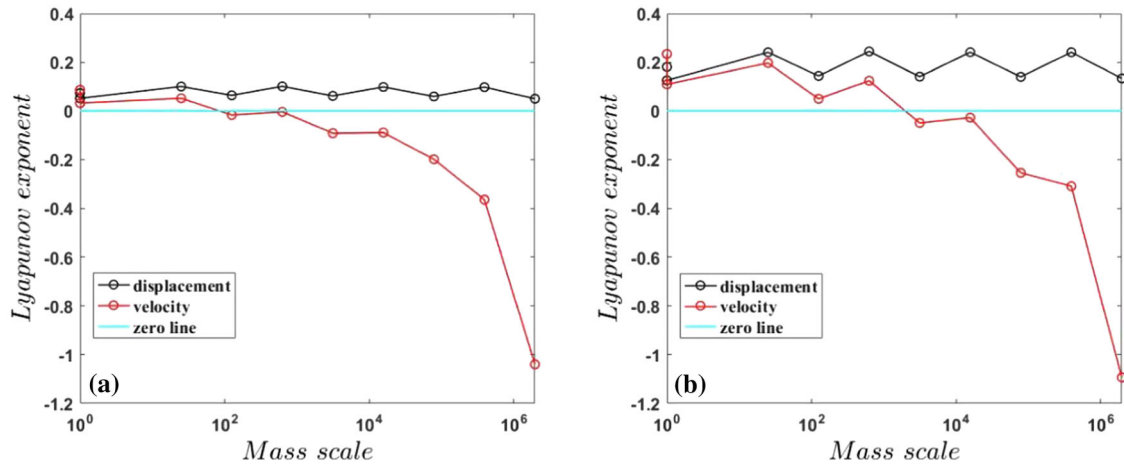 0.4
0.2
0
-0.2
-0.4
-0.6
-0.8
-1
-1.2
Lyapunov exponent
displacement
velocity
zero line
(a)
10^0
10^2
10^4
10^6
Mass scale
0.4
0.2
0
-0.2
-0.4
-0.6
-0.8
-1
-1.2
Lyapunov exponent
displacement
velocity
zero line
(b)
10^0
10^2
10^4
10^6
Mass scale